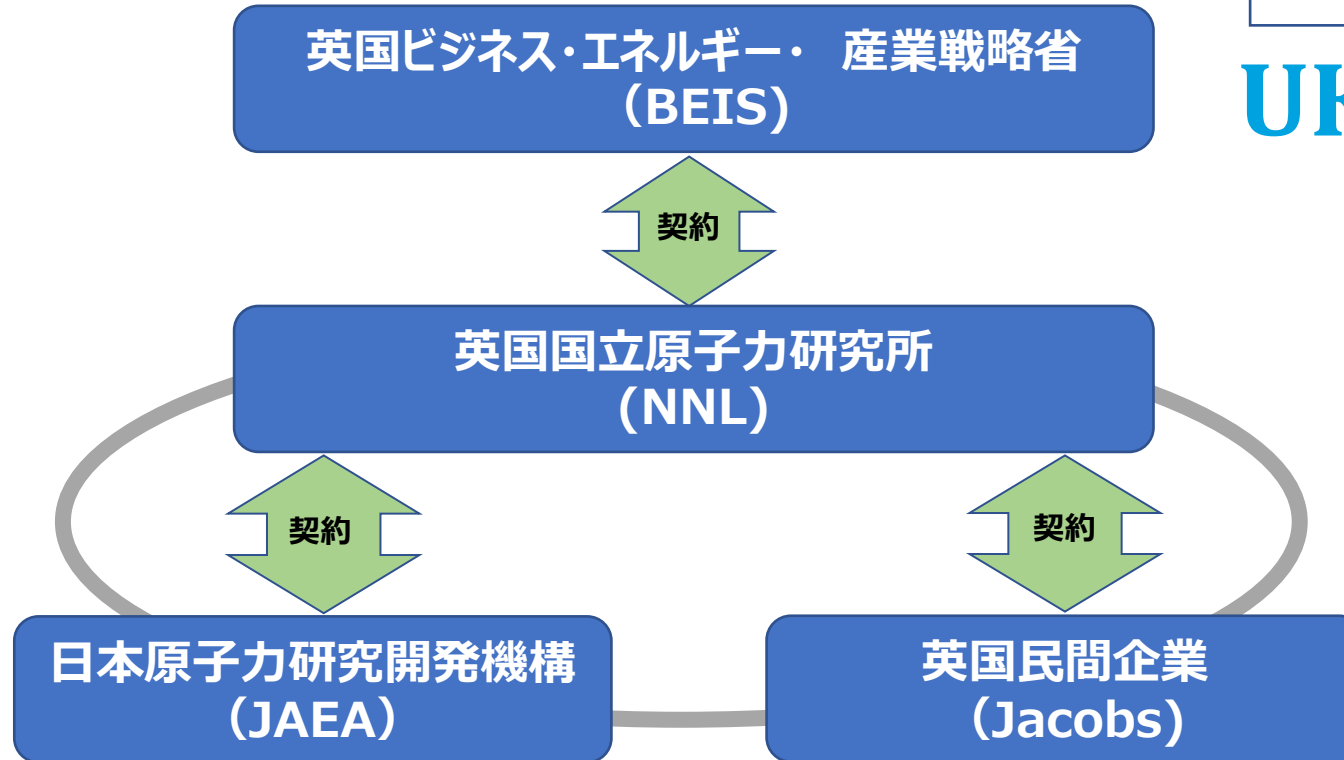 英国ビジネス・エネルギー・ 産業戦略省
（BEIS)
契約
英国国立原子力研究所
(NNL)
契約
契約
日本原子力研究開発機構
（JAEA）
英国民間企業
（Jacobs)